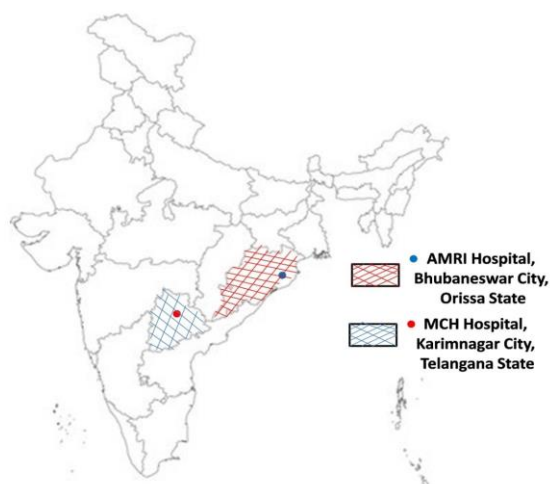 AMRI Hospital,
Bhubaneswar City,
Orissa State
MCH Hospital,
Karimnagar City,
Telangana State